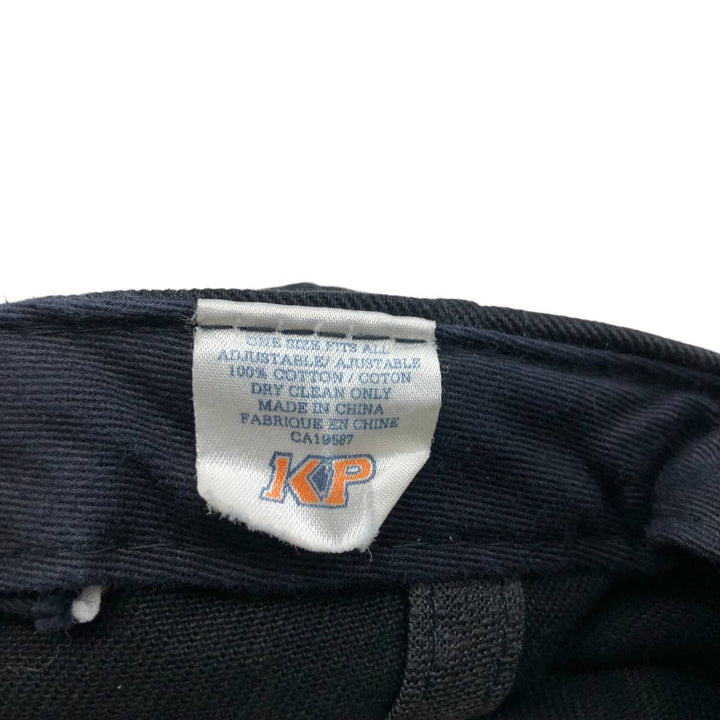 ONE SIZE FITS ALL
ADJUSTABLE/ AJUSTABLE
100% COTTON / COTON
DRY CLEAN ONLY
MADE IN CHINA
FABRIQUE EN CHINE
CA19587
KP